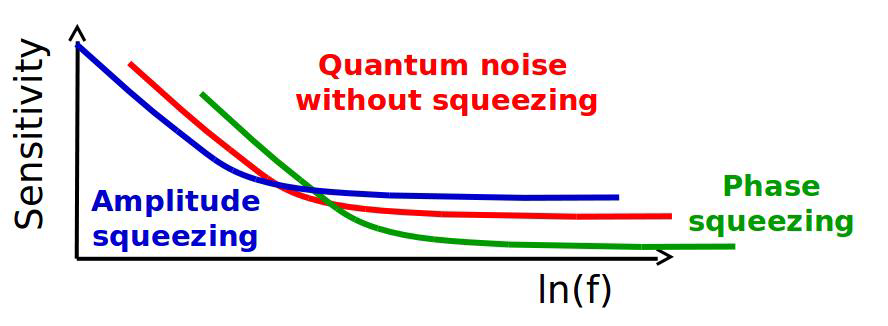 Sensitivity
Quantum noise
without squeezing
Amplitude
squeezing
Phase
squeezing
ln(f)